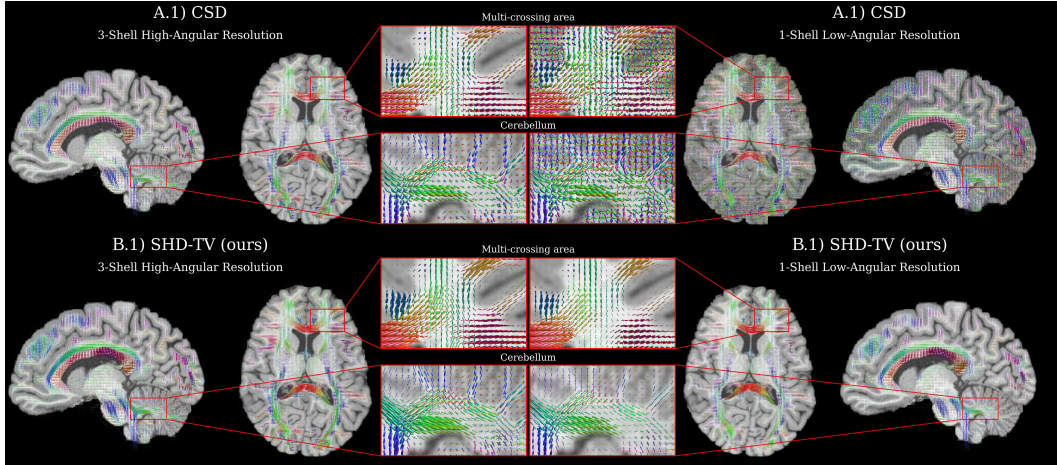 A.1) CSD
3-Shell High-Angular Resolution
Multi-crossing area
Cerebellum
A.1) CSD
1-Shell Low-Angular Resolution
B.1) SHD-TV (ours)
3-Shell High-Angular Resolution
Multi-crossing area
Cerebellum
B.1) SHD-TV (ours)
1-Shell Low-Angular Resolution